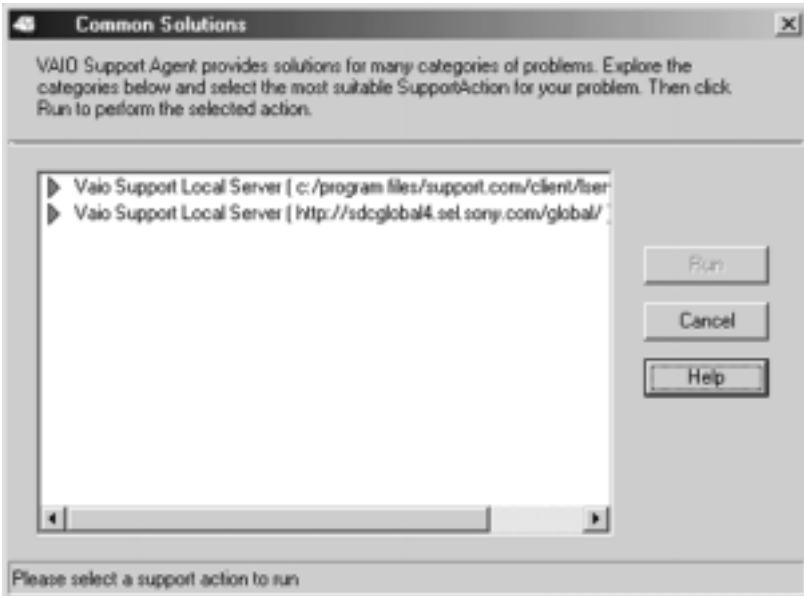 Common Solutions
VAIO Support Agent provides solutions for many categories of problems. Explore the
categories below and select the most suitable SupportAction for your problem. Then click
Run to perform the selected action.
Vaio Support Local Server ( c:/program files/support.com/client/lser
Vaio Support Local Server ( http://sdcglobal4.sel.sony.com/global/ )
Run
Cancel
Help
Please select a support action to run